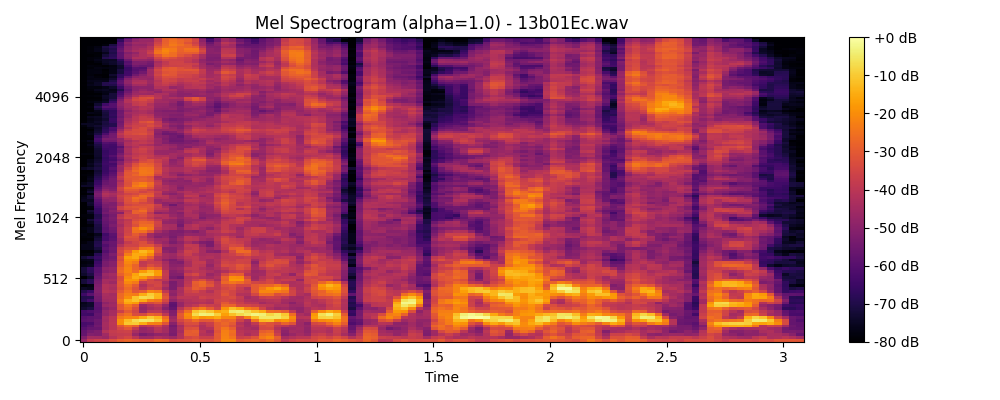 Mel Spectrogram (alpha=1.0) - 13b01Ec.wav
Mel Frequency
4096
2048
1024
512
0
0
0.5
1
1.5
2
2.5
3
Time
+0 dB
-10 dB
-20 dB
-30 dB
-40 dB
-50 dB
-60 dB
-70 dB
-80 dB